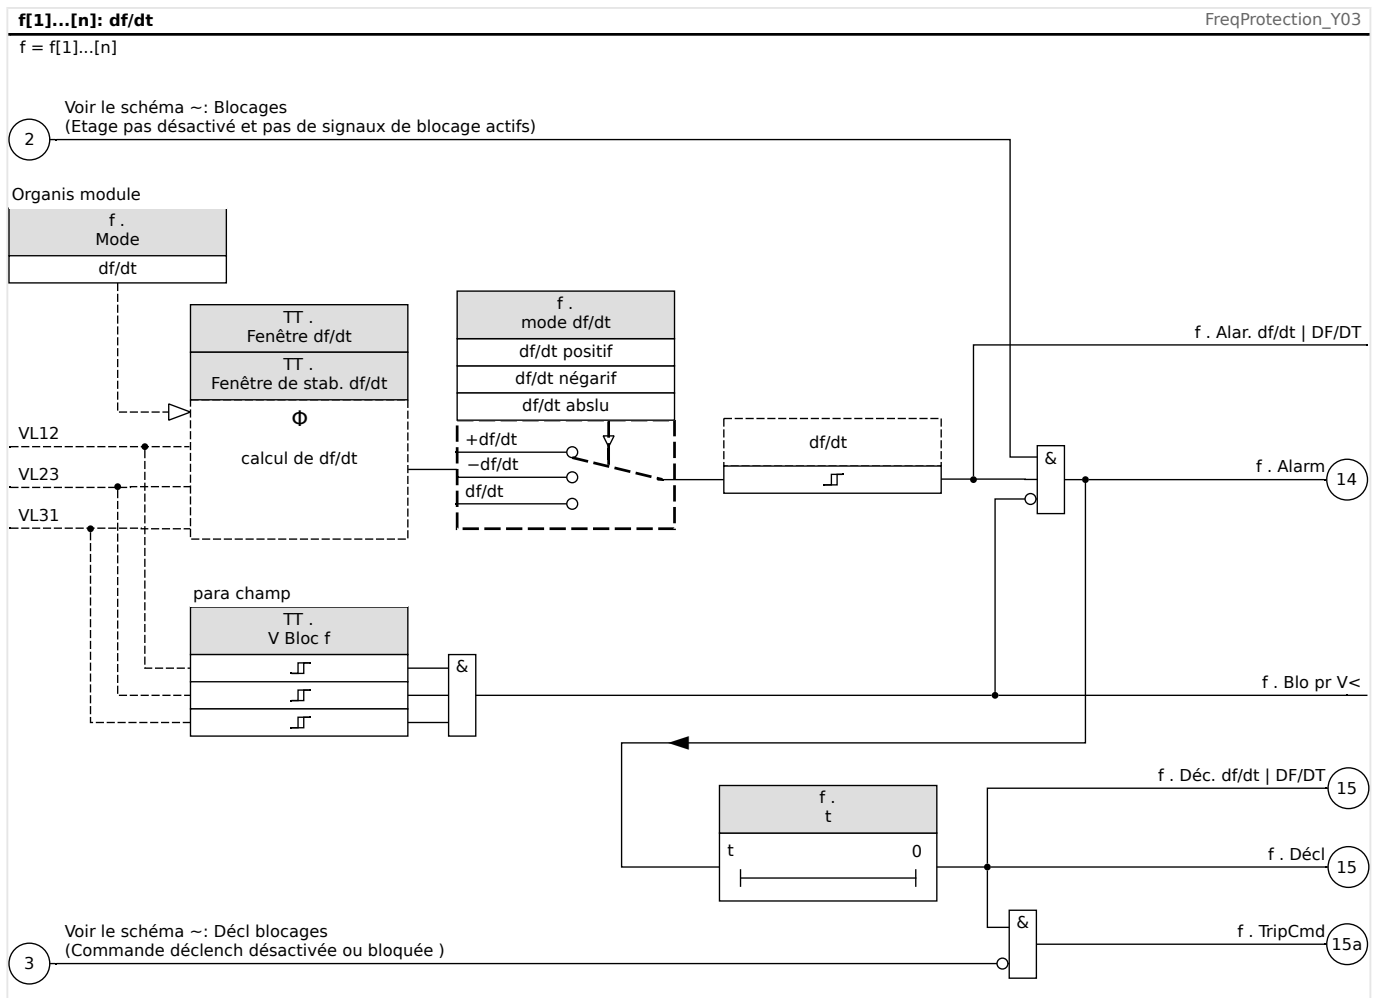 f[1]...[n]: df/dt
FreqProtection_Y03
f = f[1]...[n]
Voir le schéma ~: Blocages
(Etage pas désactivé et pas de signaux de blocage actifs)
2
Organis module
f .
Mode
df/dt
TT .
Fenêtre df/dt
TT .
Fenêtre de stab. df/dt
Φ
calcul de df/dt
VL12
VL23
VL31
f .
mode df/dt
df/dt positif
df/dt négarif
df/dt abslu
+df/dt
−df/dt
df/dt
df/dt
f . Alar. df/dt | DF/DT
&
f . Alarm
14
para champ
TT .
V Bloc f
&
f . Blo pr V<
f .
t
t
0
f . Déc. df/dt | DF/DT
15
f . Décl
15
&
f . TripCmd
15a
Voir le schéma ~: Décl blocages
(Commande déclench désactivée ou bloquée )
3